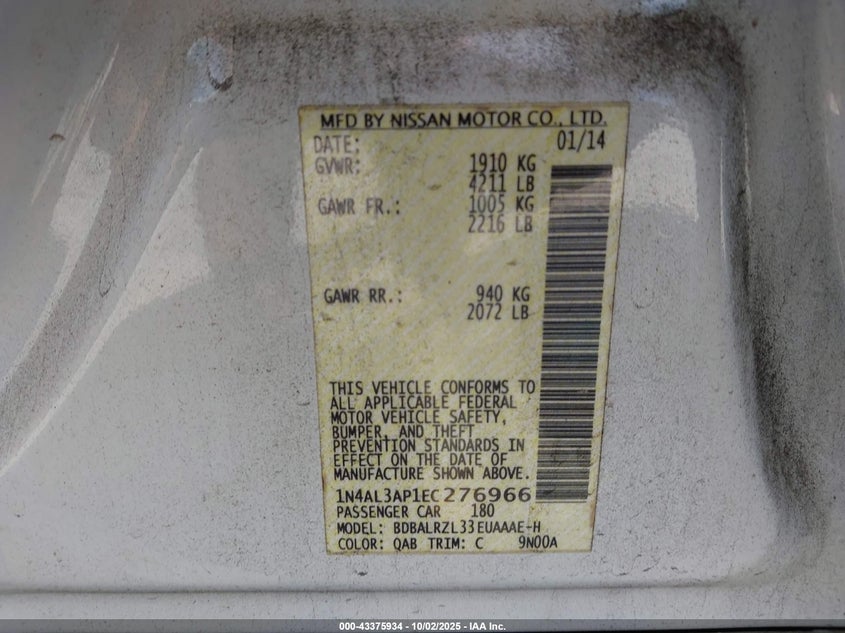 MFD BY NISSAN MOTOR CO., LTD.
DATE: 01/14
GVWR: 1910 KG
4211 LB
GAWR FR.: 1005 KG
2216 LB
GAWR RR.: 940 KG
2072 LB
THIS VEHICLE CONFORMS TO
ALL APPLICABLE FEDERAL
MOTOR VEHICLE SAFETY,
BUMPER, AND THEFT
PREVENTION STANDARDS IN
EFFECT ON THE DATE OF
MANUFACTURE SHOWN ABOVE.
1N4AL3AP1EC276966
PASSENGER CAR 180
MODEL: BDBALRZL33EUAAAE-H
COLOR: QAB TRIM: C 9N00A
000-43375934 - 10/02/2025 - IAA Inc.